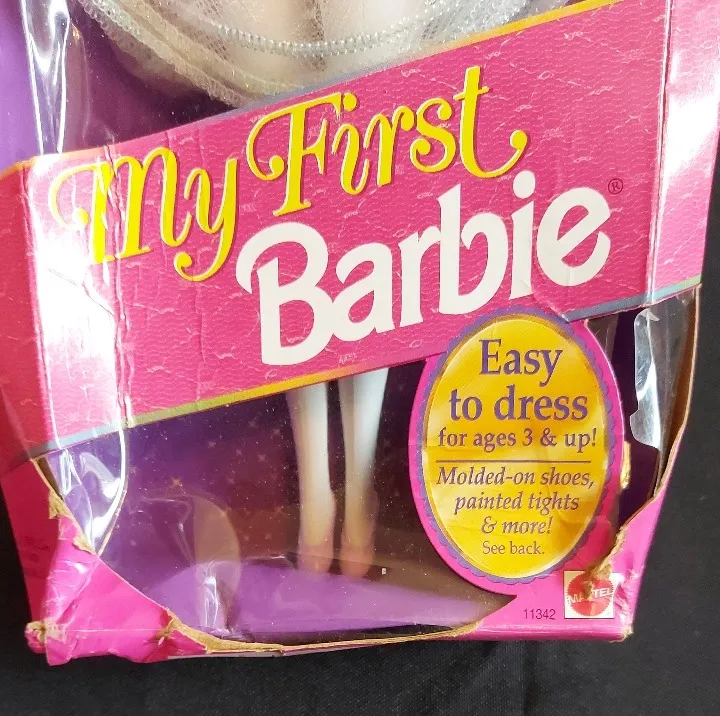 My First
Barbie®
Easy
to dress
for ages 3 & up!
Molded-on shoes,
painted tights
& more!
See back.
11342
MATTEL